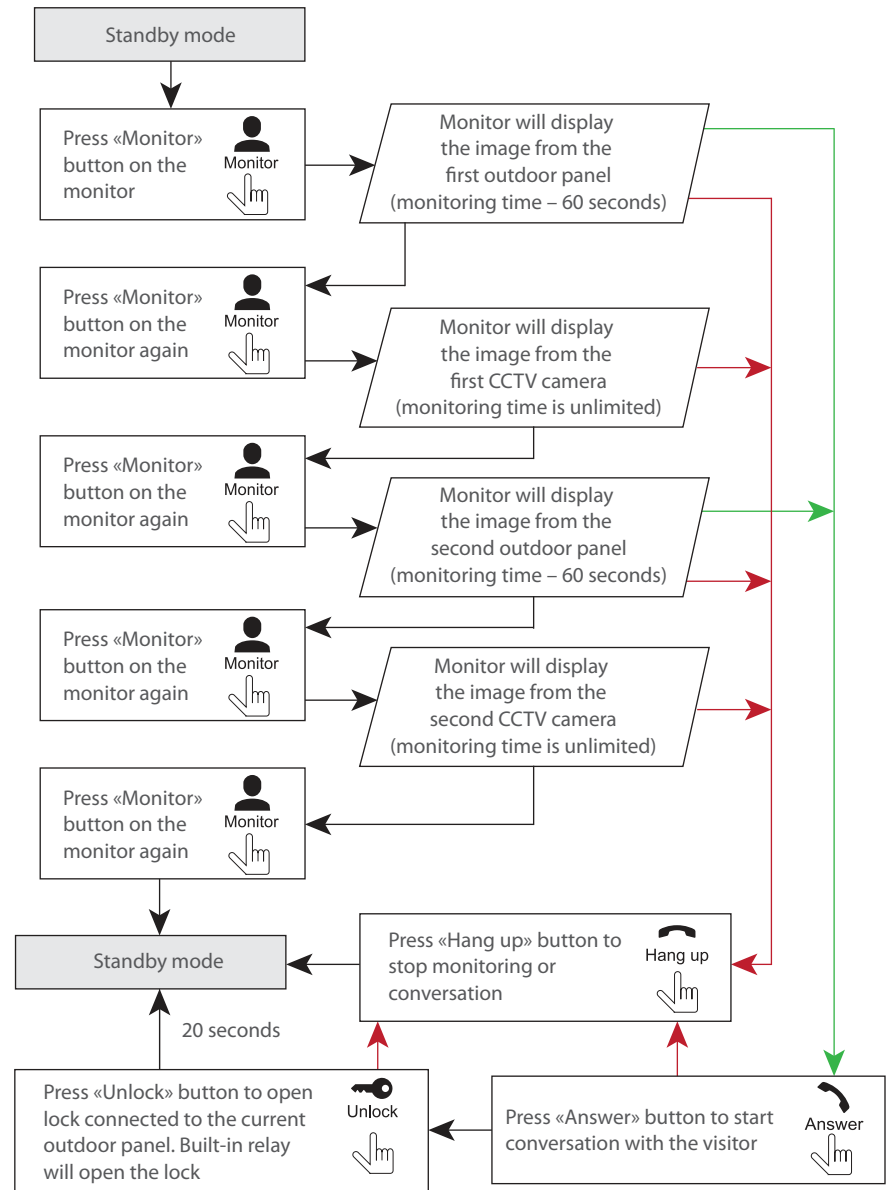 Standby mode
Press «Monitor»
button on the
monitor
Monitor
Monitor will display
the image from the
first outdoor panel
(monitoring time – 60 seconds)
Press «Monitor»
button on the
monitor again
Monitor
Monitor will display
the image from the
first CCTV camera
(monitoring time is unlimited)
Press «Monitor»
button on the
monitor again
Monitor
Monitor will display
the image from the
second outdoor panel
(monitoring time – 60 seconds)
Press «Monitor»
button on the
monitor again
Monitor
Monitor will display
the image from the
second CCTV camera
(monitoring time is unlimited)
Press «Monitor»
button on the
monitor again
Monitor
Standby mode
Press «Hang up» button to
stop monitoring or
conversation
Hang up
20 seconds
Press «Unlock» button to open
lock connected to the current
outdoor panel. Built-in relay
will open the lock
Unlock
Press «Answer» button to start
conversation with the visitor
Answer